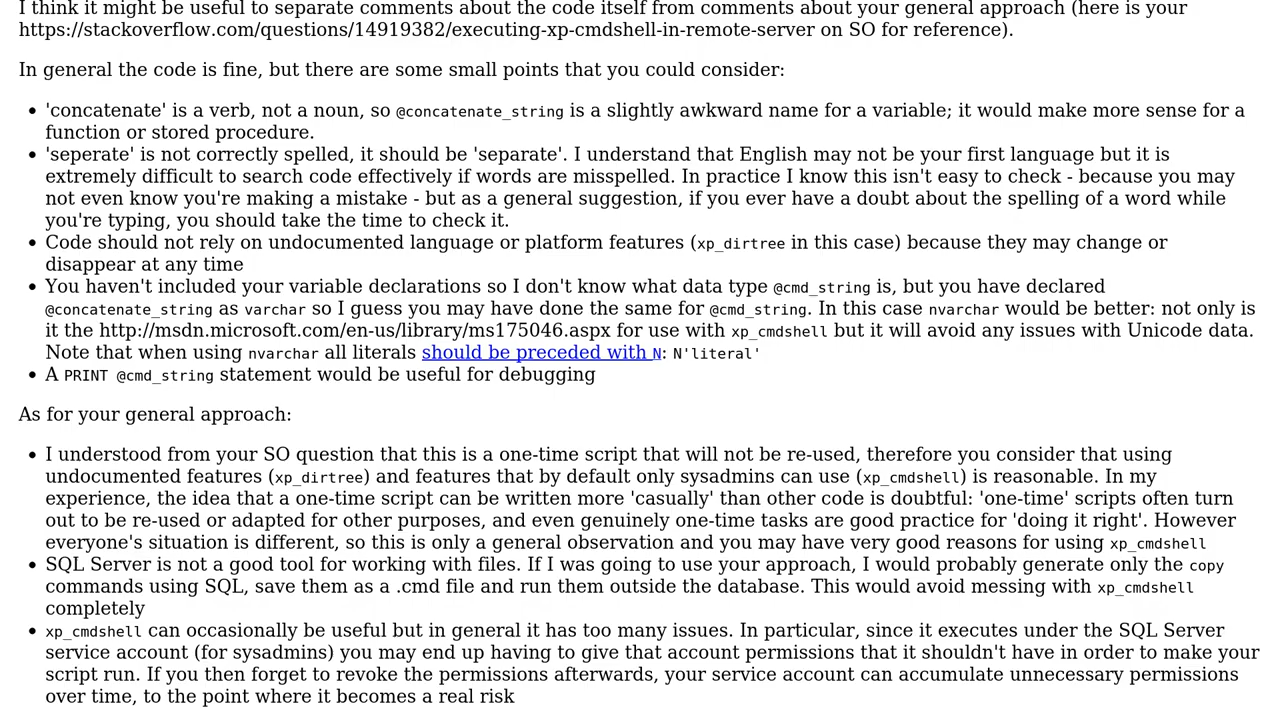 I think it might be useful to separate comments about the code itself from comments about your general approach (here is your
https://stackoverflow.com/questions/14919382/executing-xp-cmdshell-in-remote-server on SO for reference).
In general the code is fine, but there are some small points that you could consider:
• 'concatenate' is a verb, not a noun, so @concatenate_string is a slightly awkward name for a variable; it would make more sense for a
function or stored procedure.
• 'seperate' is not correctly spelled, it should be 'separate'. I understand that English may not be your first language but it is
extremely difficult to search code effectively if words are misspelled. In practice I know this isn't easy to check - because you may
not even know you're making a mistake - but as a general suggestion, if you ever have a doubt about the spelling of a word while
you're typing, you should take the time to check it.
• Code should not rely on undocumented language or platform features (xp_dirtree in this case) because they may change or
disappear at any time
• You haven't included your variable declarations so I don't know what data type @cmd_string is, but you have declared
@concatenate_string as varchar so I guess you may have done the same for @cmd_string. In this case nvarchar would be better: not only is
it the http://msdn.microsoft.com/en-us/library/ms175046.aspx for use with xp_cmdshell but it will avoid any issues with Unicode data.
Note that when using nvarchar all literals should be preceded with N: N'literal'
• A PRINT @cmd_string statement would be useful for debugging
As for your general approach:
• I understood from your SO question that this is a one-time script that will not be re-used, therefore you consider that using
undocumented features (xp_dirtree) and features that by default only sysadmins can use (xp_cmdshell) is reasonable. In my
experience, the idea that a one-time script can be written more 'casually' than other code is doubtful: 'one-time' scripts often turn
out to be re-used or adapted for other purposes, and even genuinely one-time tasks are good practice for 'doing it right'. However
everyone's situation is different, so this is only a general observation and you may have very good reasons for using xp_cmdshell
• SQL Server is not a good tool for working with files. If I was going to use your approach, I would probably generate only the copy
commands using SQL, save them as a .cmd file and run them outside the database. This would avoid messing with xp_cmdshell
completely
• xp_cmdshell can occasionally be useful but in general it has too many issues. In particular, since it executes under the SQL Server
service account (for sysadmins) you may end up having to give that account permissions that it shouldn't have in order to make your
script run. If you then forget to revoke the permissions afterwards, your service account can accumulate unnecessary permissions
over time, to the point where it becomes a real risk